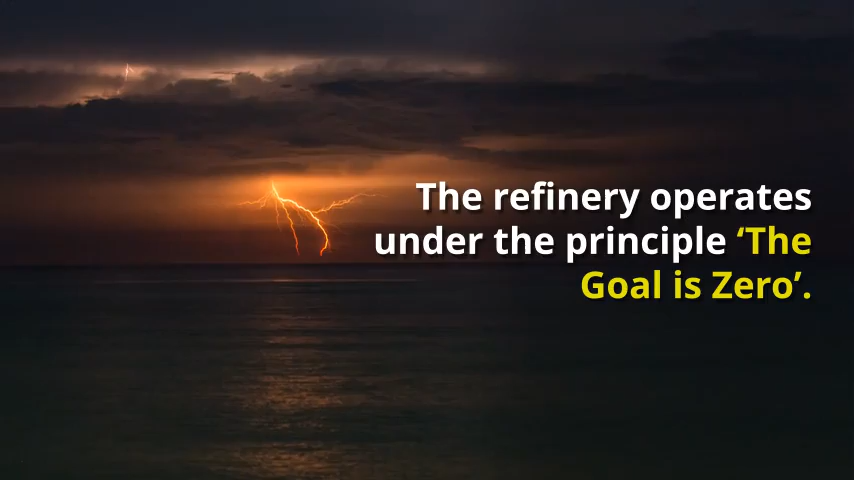 The refinery operates
under the principle ‘The
Goal is Zero’.